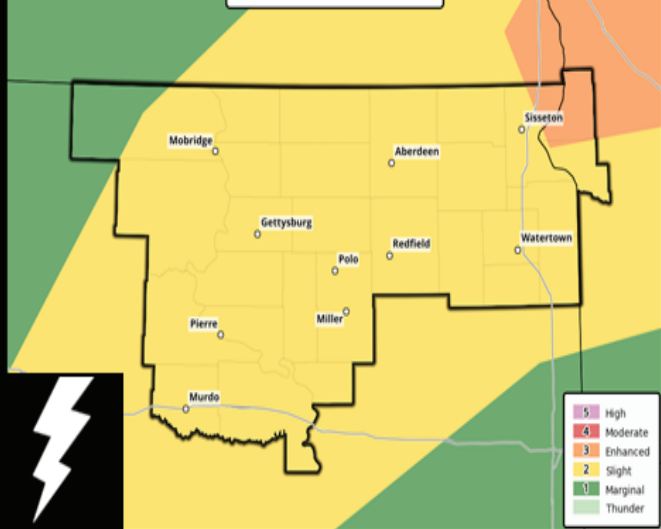 Sisseton
Mobridge
Aberdeen
Gettysburg
Watertown
Redfield
Polo
Miller
Pierre
Murdo
5 High
4 Moderate
3 Enhanced
2 Slight
1 Marginal
Thunder